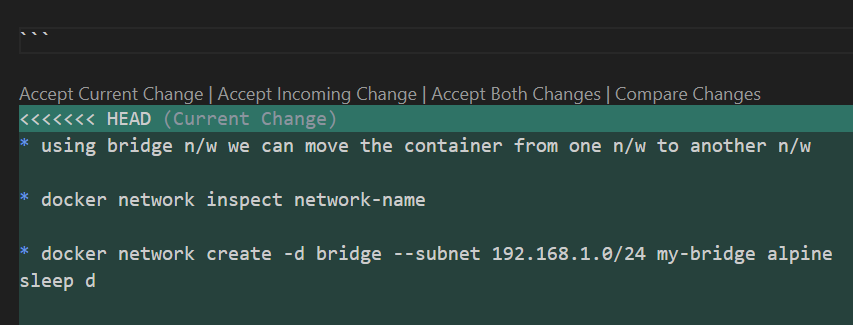 ```
Accept Current Change | Accept Incoming Change | Accept Both Changes | Compare Changes
<<<<<<< HEAD (Current Change)
* using bridge n/w we can move the container from one n/w to another n/w
* docker network inspect network-name
* docker network create -d bridge --subnet 192.168.1.0/24 my-bridge alpine
sleep d